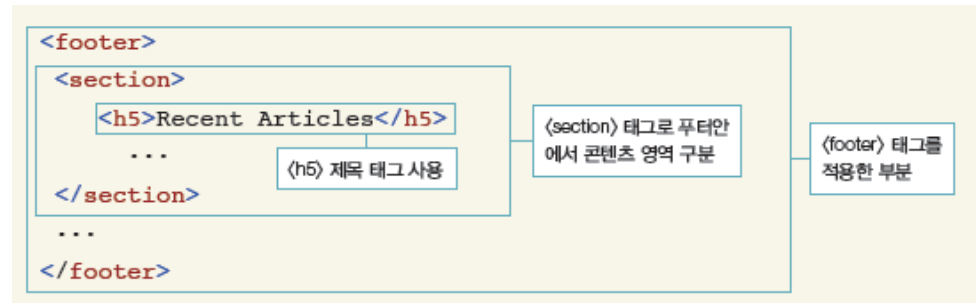 <footer>
<section>
<h5>Recent Articles</h5>
...
〈h5〉 제목 태그 사용
</section>
...
</footer>
〈section〉 태그로 푸터안
에서 콘텐츠 영역 구분
〈footer〉 태그를
적용한 부분